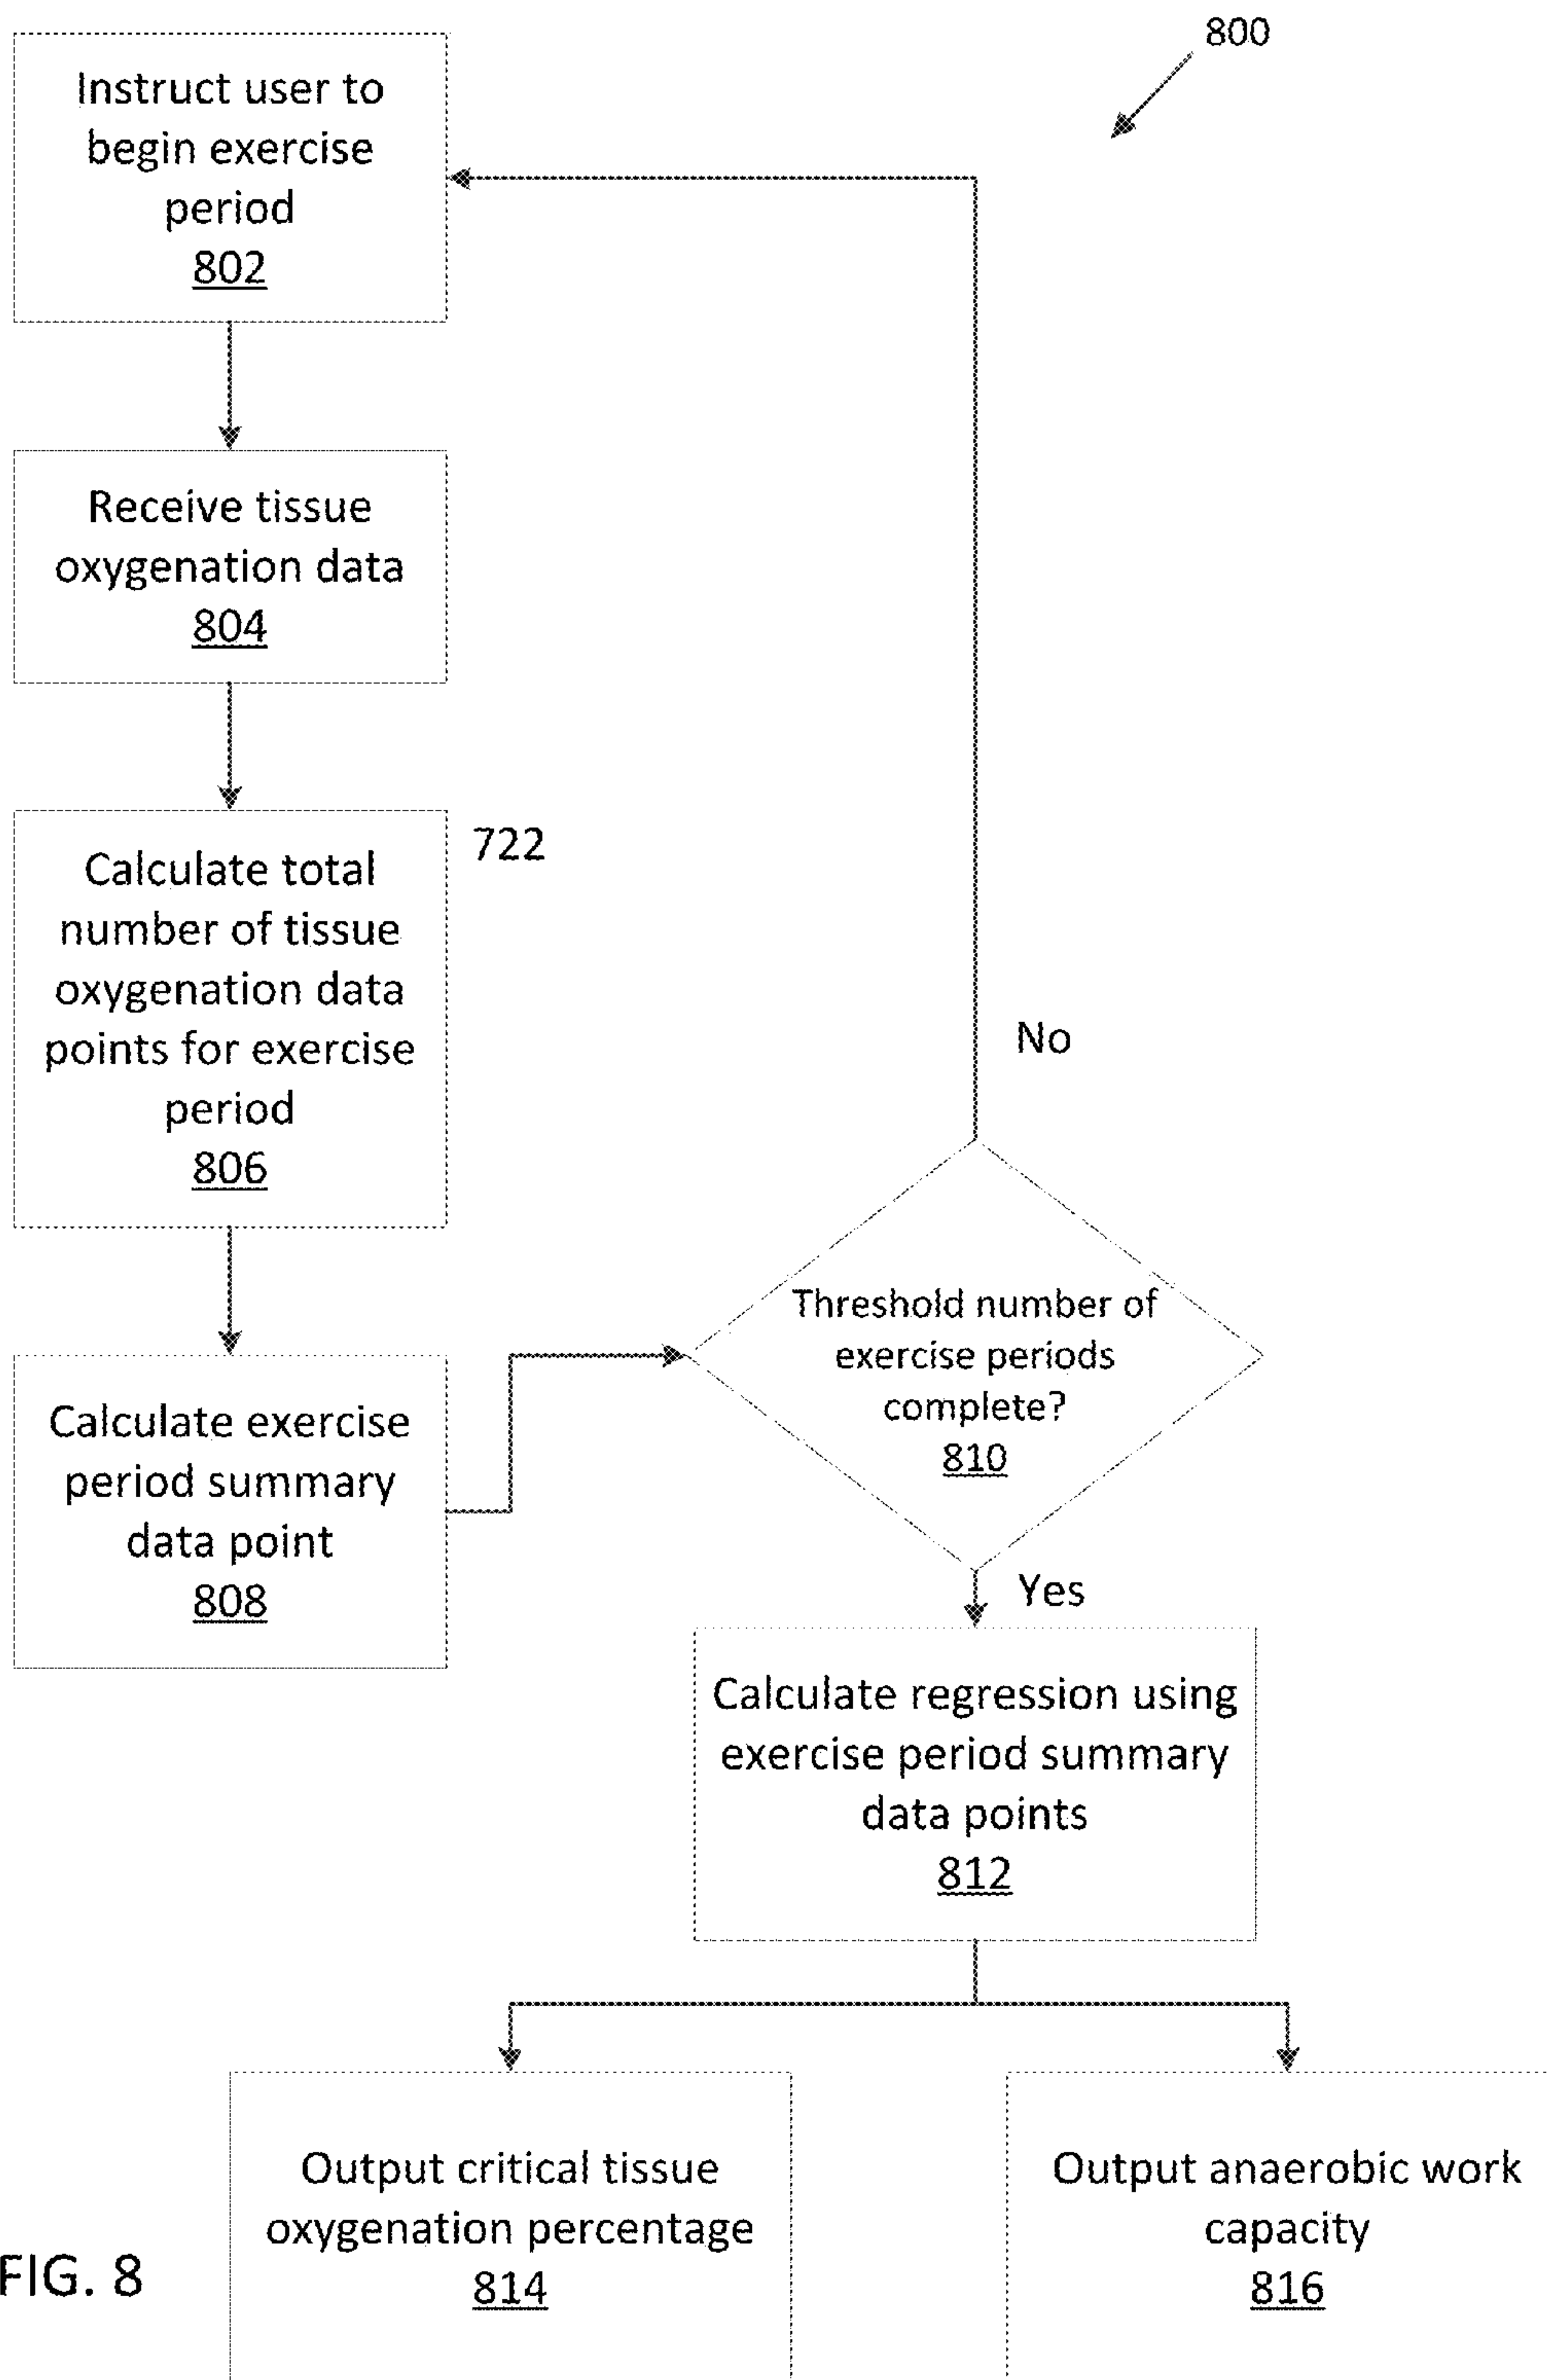 800
Instruct user to
begin exercise
period
802
Receive tissue
oxygenation data
804
722
Calculate total
number of tissue
oxygenation data
points for exercise
period
806
No
Threshold number of
exercise periods
complete?
810
Calculate exercise
period summary
data point
808
Yes
Calculate regression using
exercise period summary
data points
812
Output critical tissue
oxygenation percentage
814
Output anaerobic work
capacity
816
FIG. 8